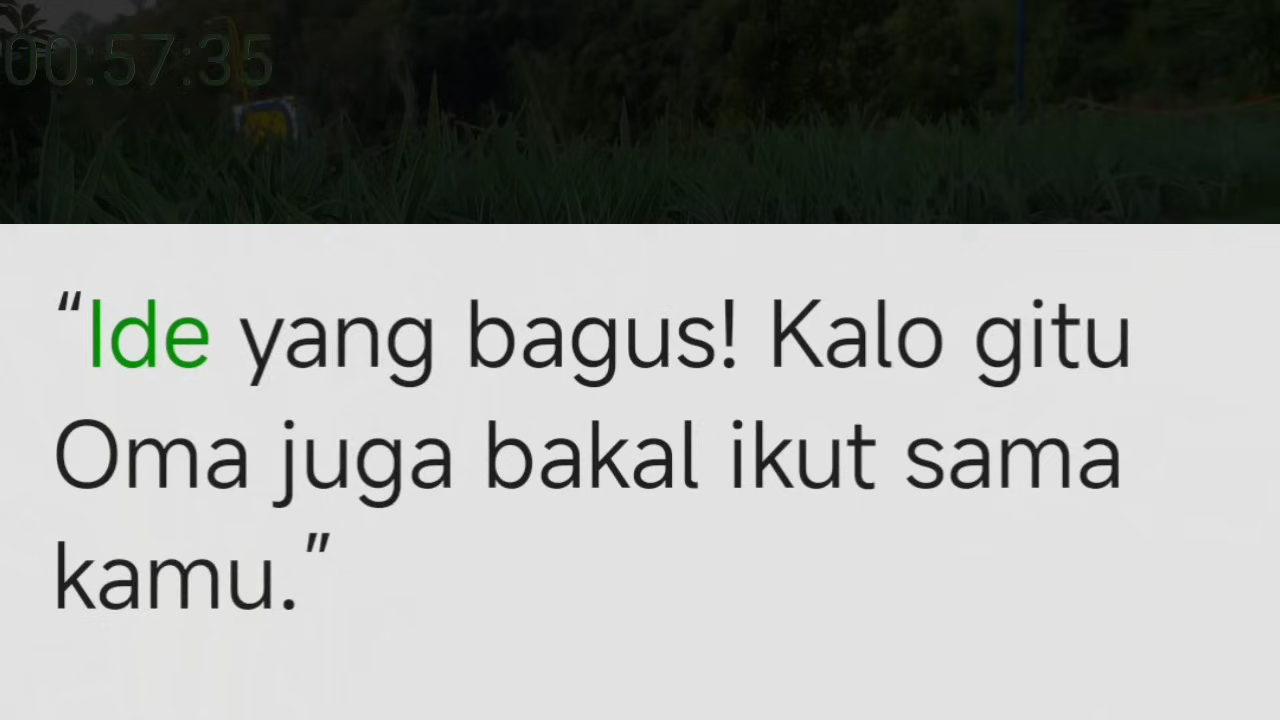 00:57:35
“Ide yang bagus! Kalo gitu
Oma juga bakal ikut sama
kamu.”